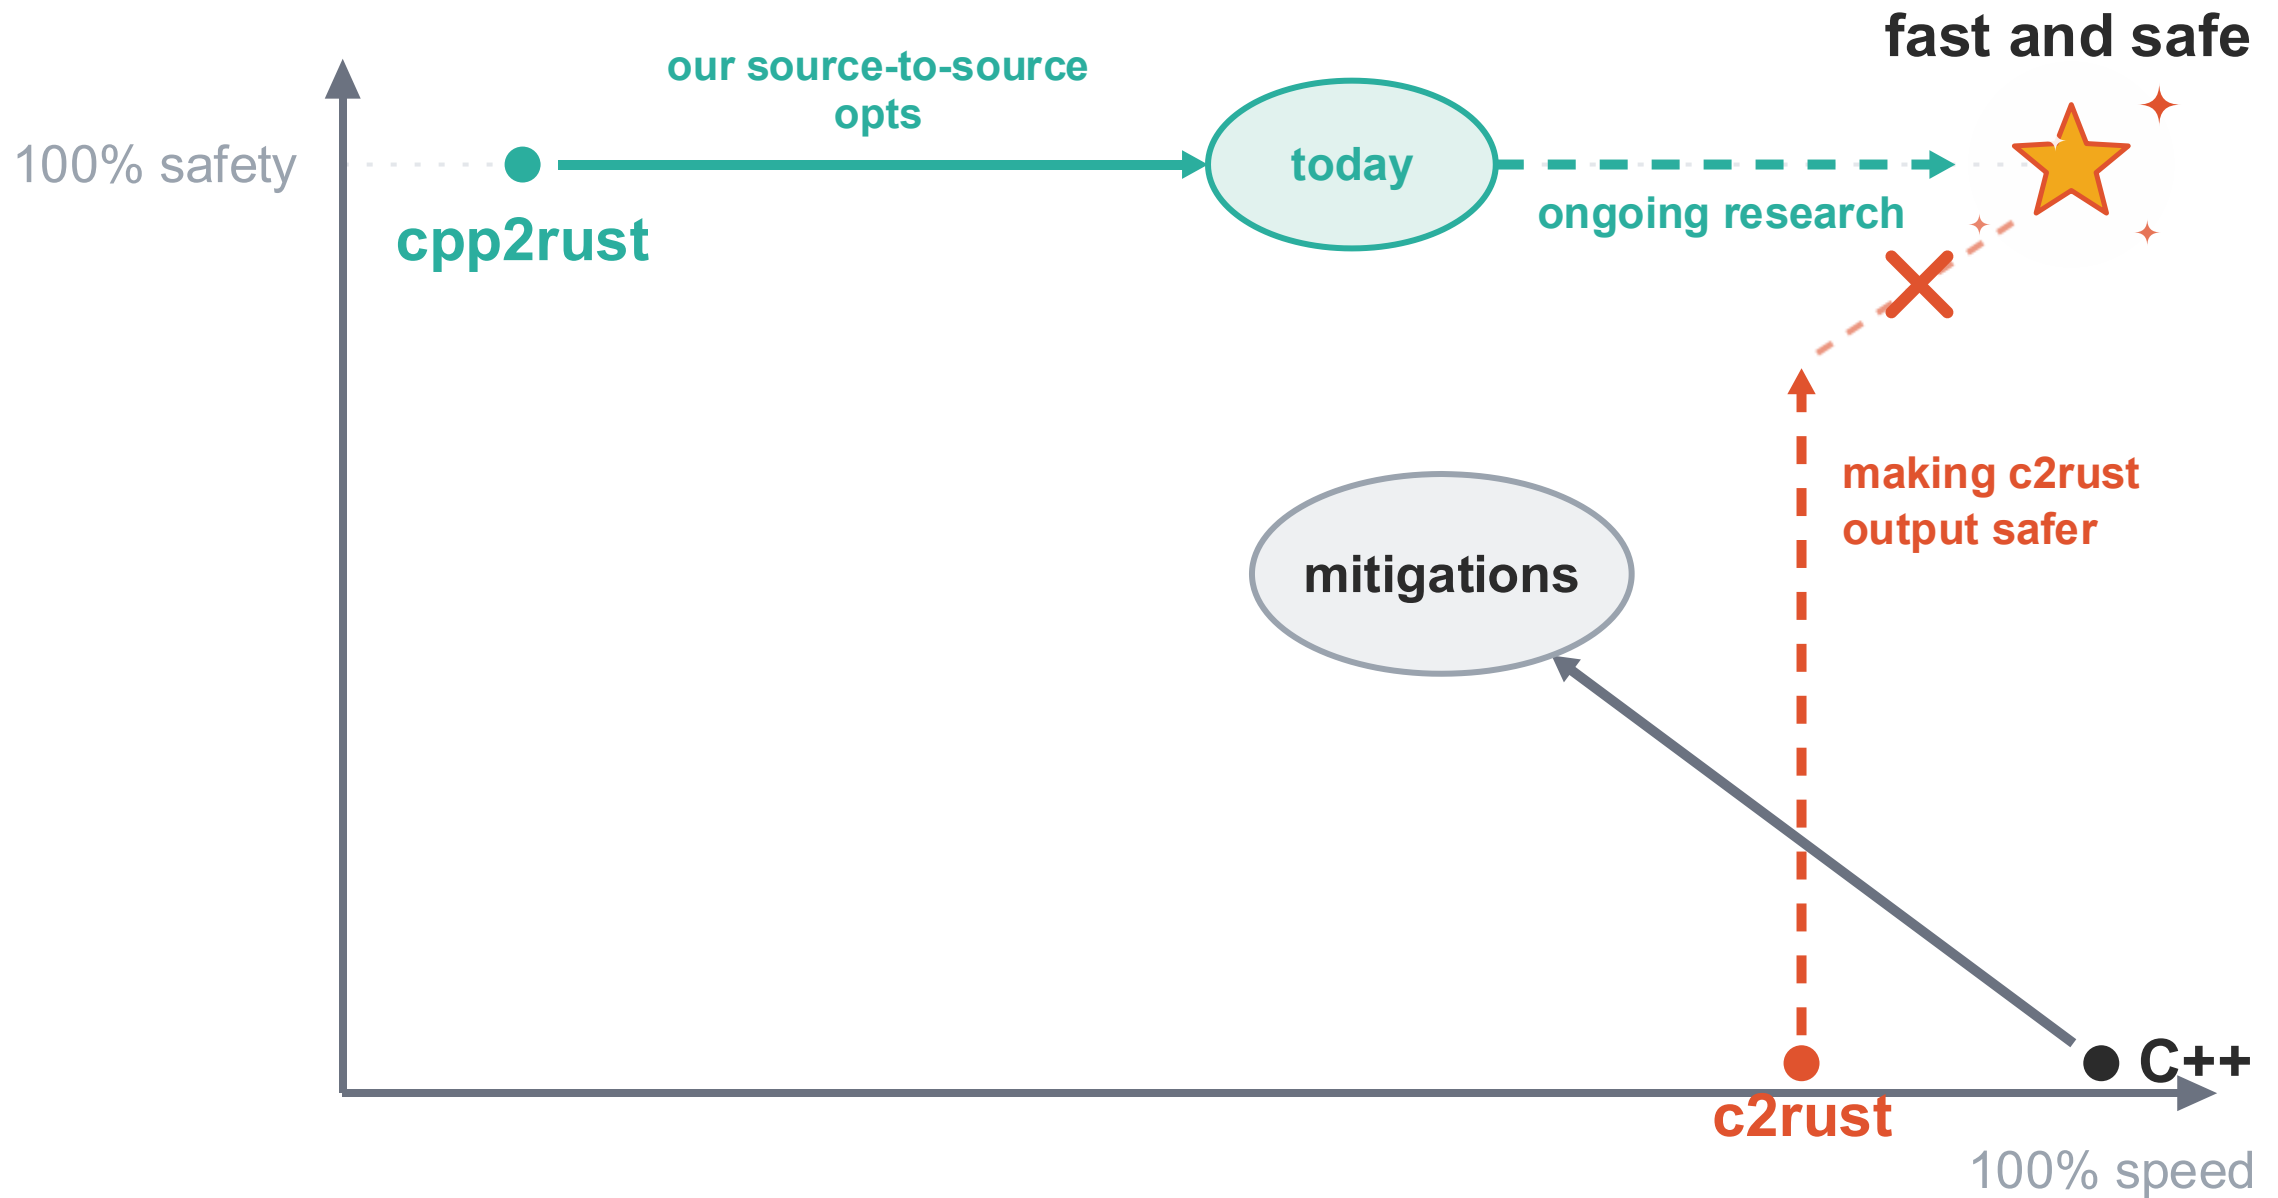 fast and safe
our source-to-source
opts
100% safety
today
cpp2rust
ongoing research
making c2rust
output safer
mitigations
C++
c2rust
100% speed